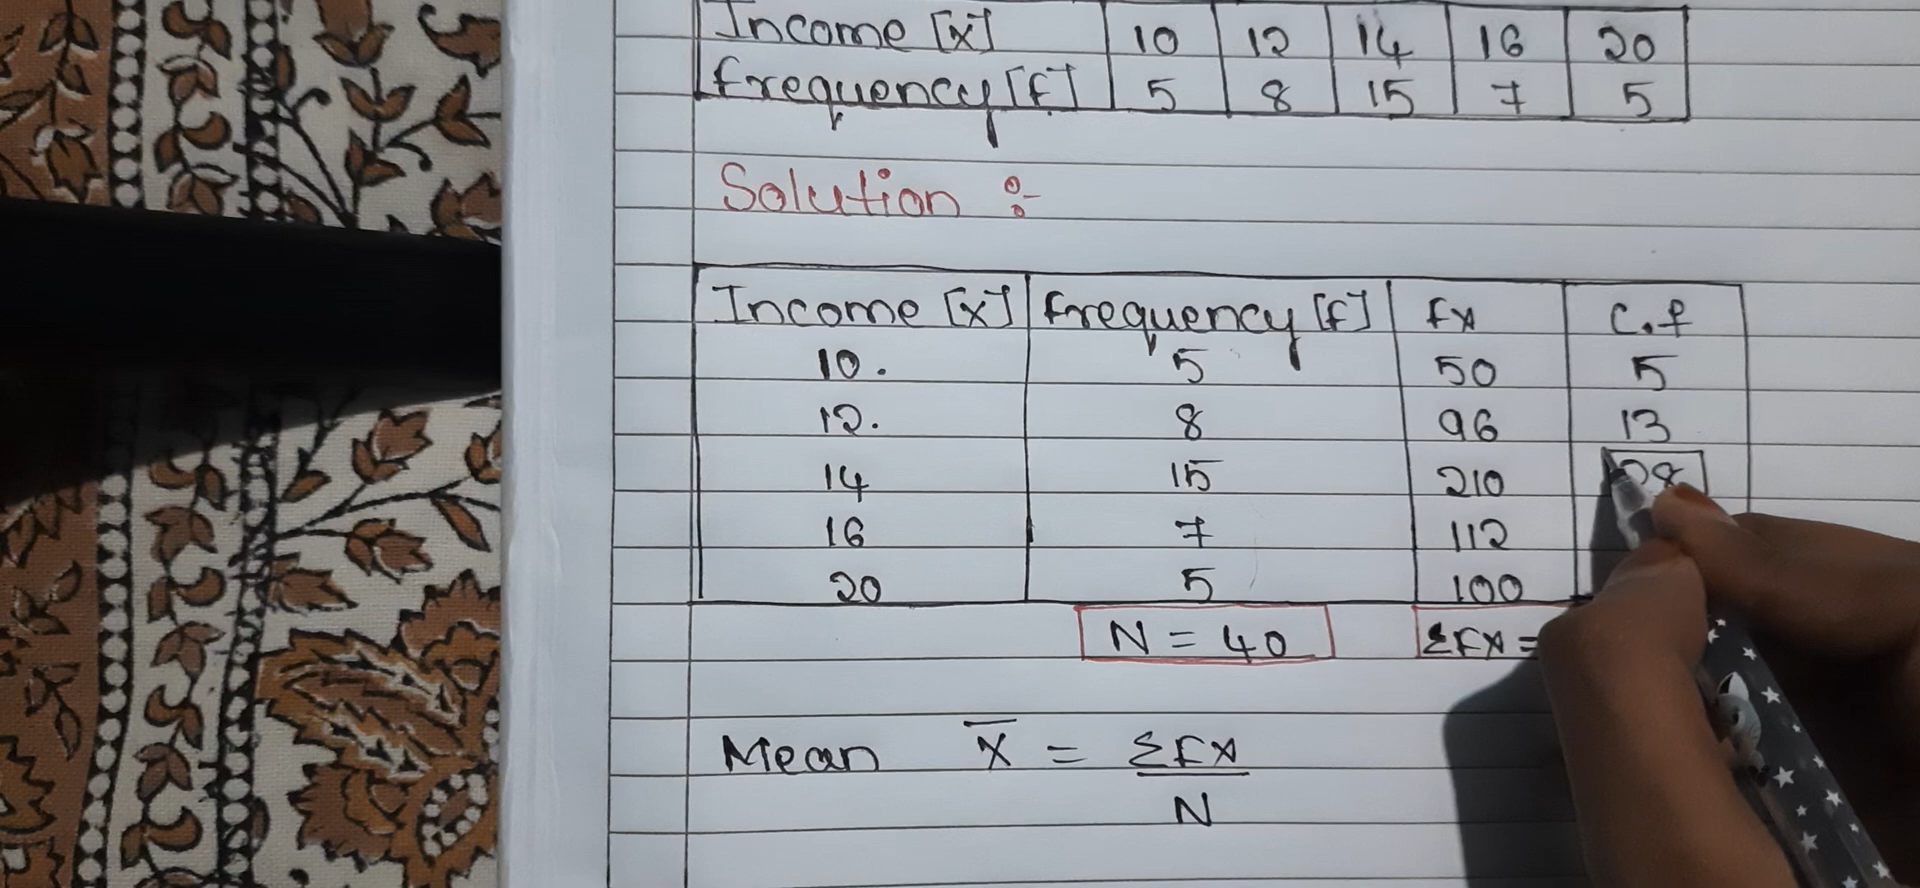 Income [x] 10 12 14 16 20
frequency [f] 5 8 15 7 5
Solution :-
Income [x] frequency [f] fx c.f
10. 5 50 5
12. 8 96 13
14 15 210 28
16 7 112
20 5 100
N = 40 Σfx =
Mean x̄ = Σfx
N